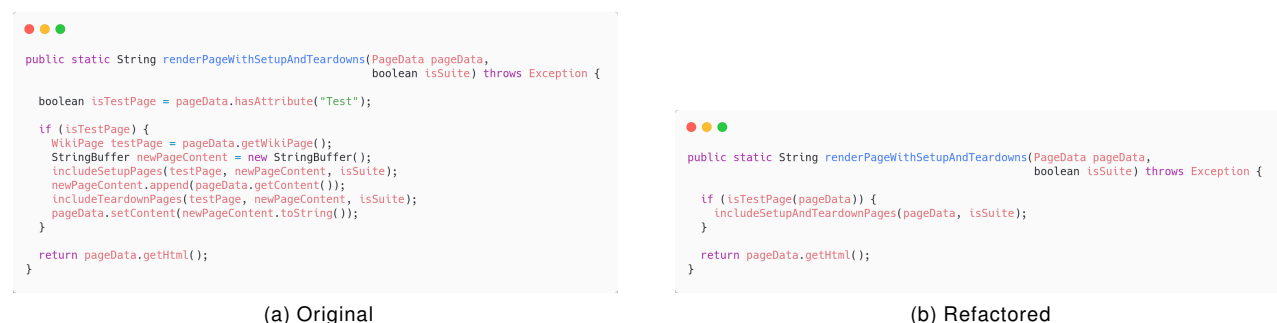 public static String renderPageWithSetupAndTeardowns(PageData pageData,
boolean isSuite) throws Exception {
boolean isTestPage = pageData.hasAttribute("Test");
if (isTestPage) {
WikiPage testPage = pageData.getWikiPage();
StringBuffer newPageContent = new StringBuffer();
includeSetupPages(testPage, newPageContent, isSuite);
newPageContent.append(pageData.getContent());
includeTeardownPages(testPage, newPageContent, isSuite);
pageData.setContent(newPageContent.toString());
}
return pageData.getHtml();
}
(a) Original
public static String renderPageWithSetupAndTeardowns(PageData pageData,
boolean isSuite) throws Exception {
if (isTestPage(pageData)) {
includeSetupAndTeardownPages(pageData, isSuite);
}
return pageData.getHtml();
}
(b) Refactored